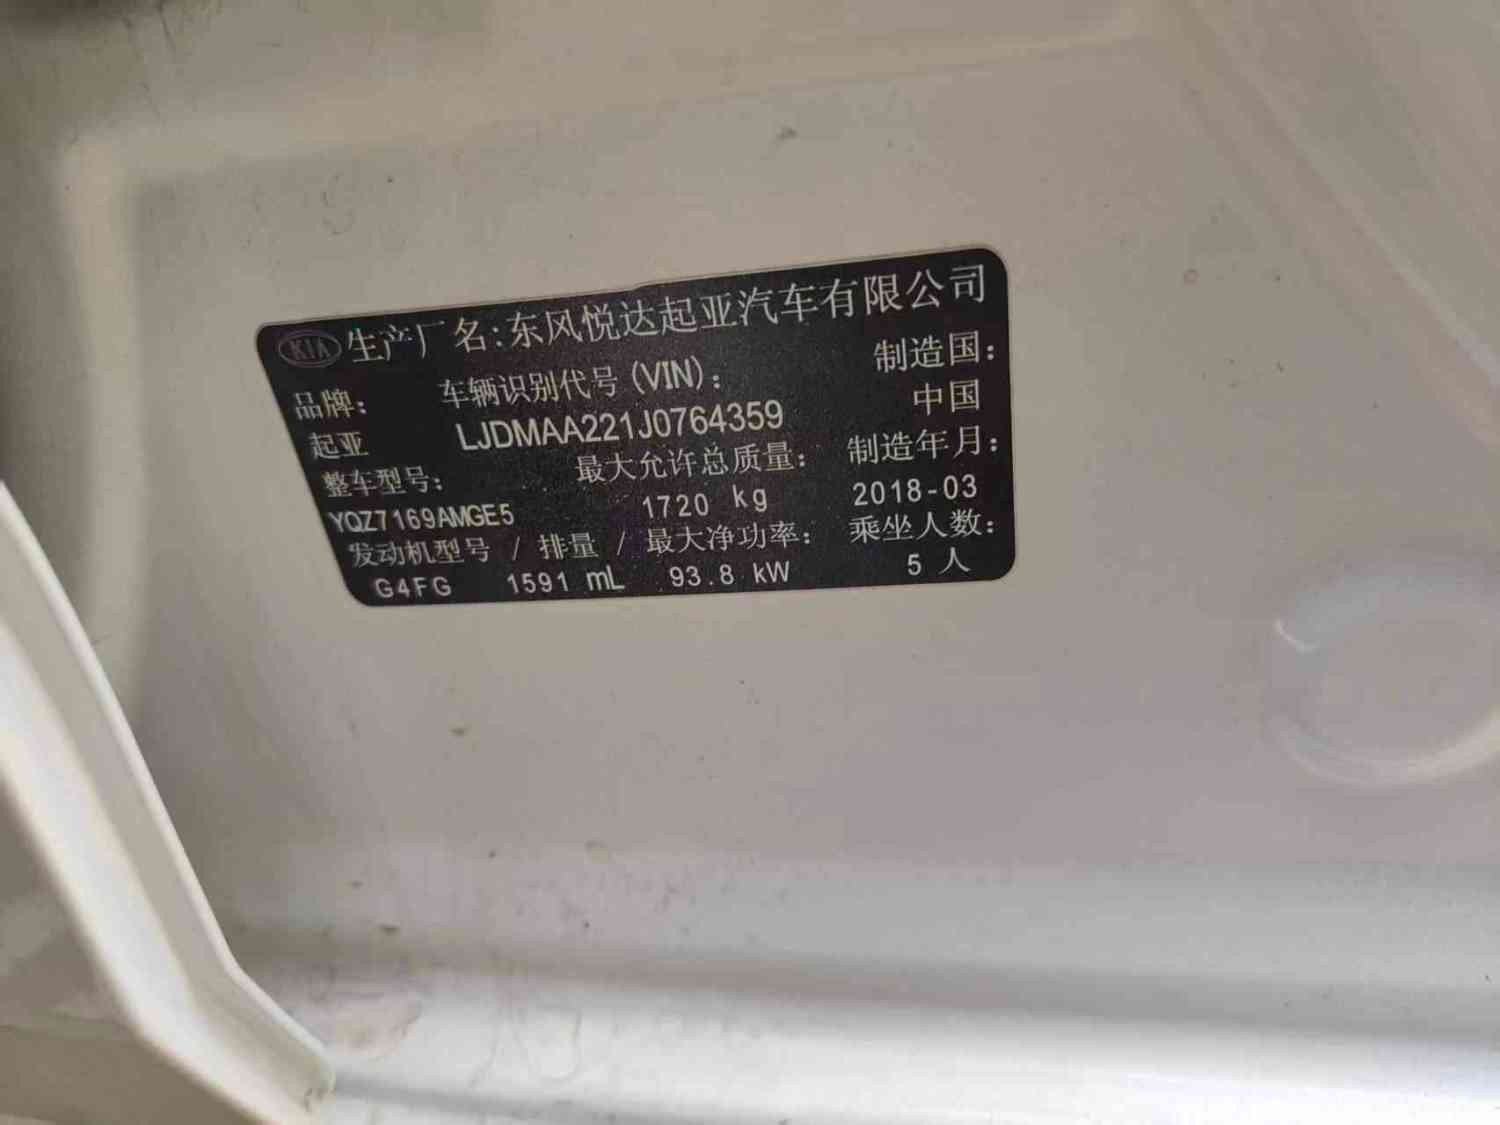 KIA 生产厂名:东风悦达起亚汽车有限公司
品牌: 车辆识别代号(VIN): 制造国:
起亚 LJDMAA221J0764359 中国
整车型号: 最大允许总质量: 制造年月:
YQZ7169AMGE5 1720 kg 2018-03
发动机型号 / 排量 / 最大净功率: 乘坐人数:
G4FG 1591 mL 93.8 kW 5 人